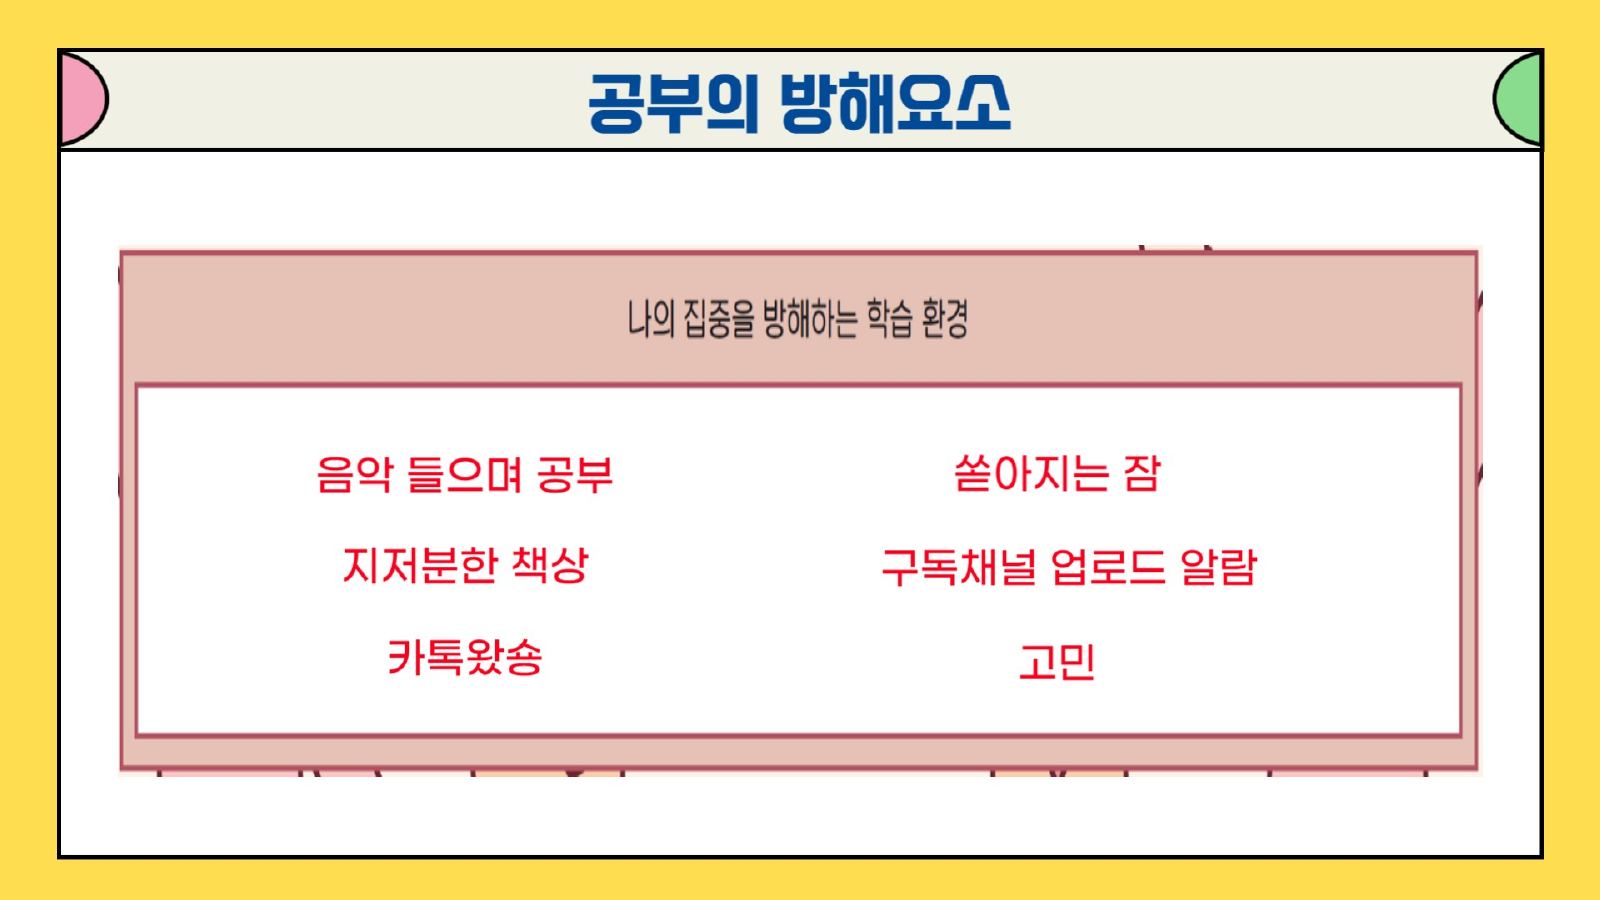 공부의 방해요소
나의 집중을 방해하는 학습 환경
음악 들으며 공부
쏟아지는 잠
지저분한 책상
구독채널 업로드 알람
카톡왔숑
고민